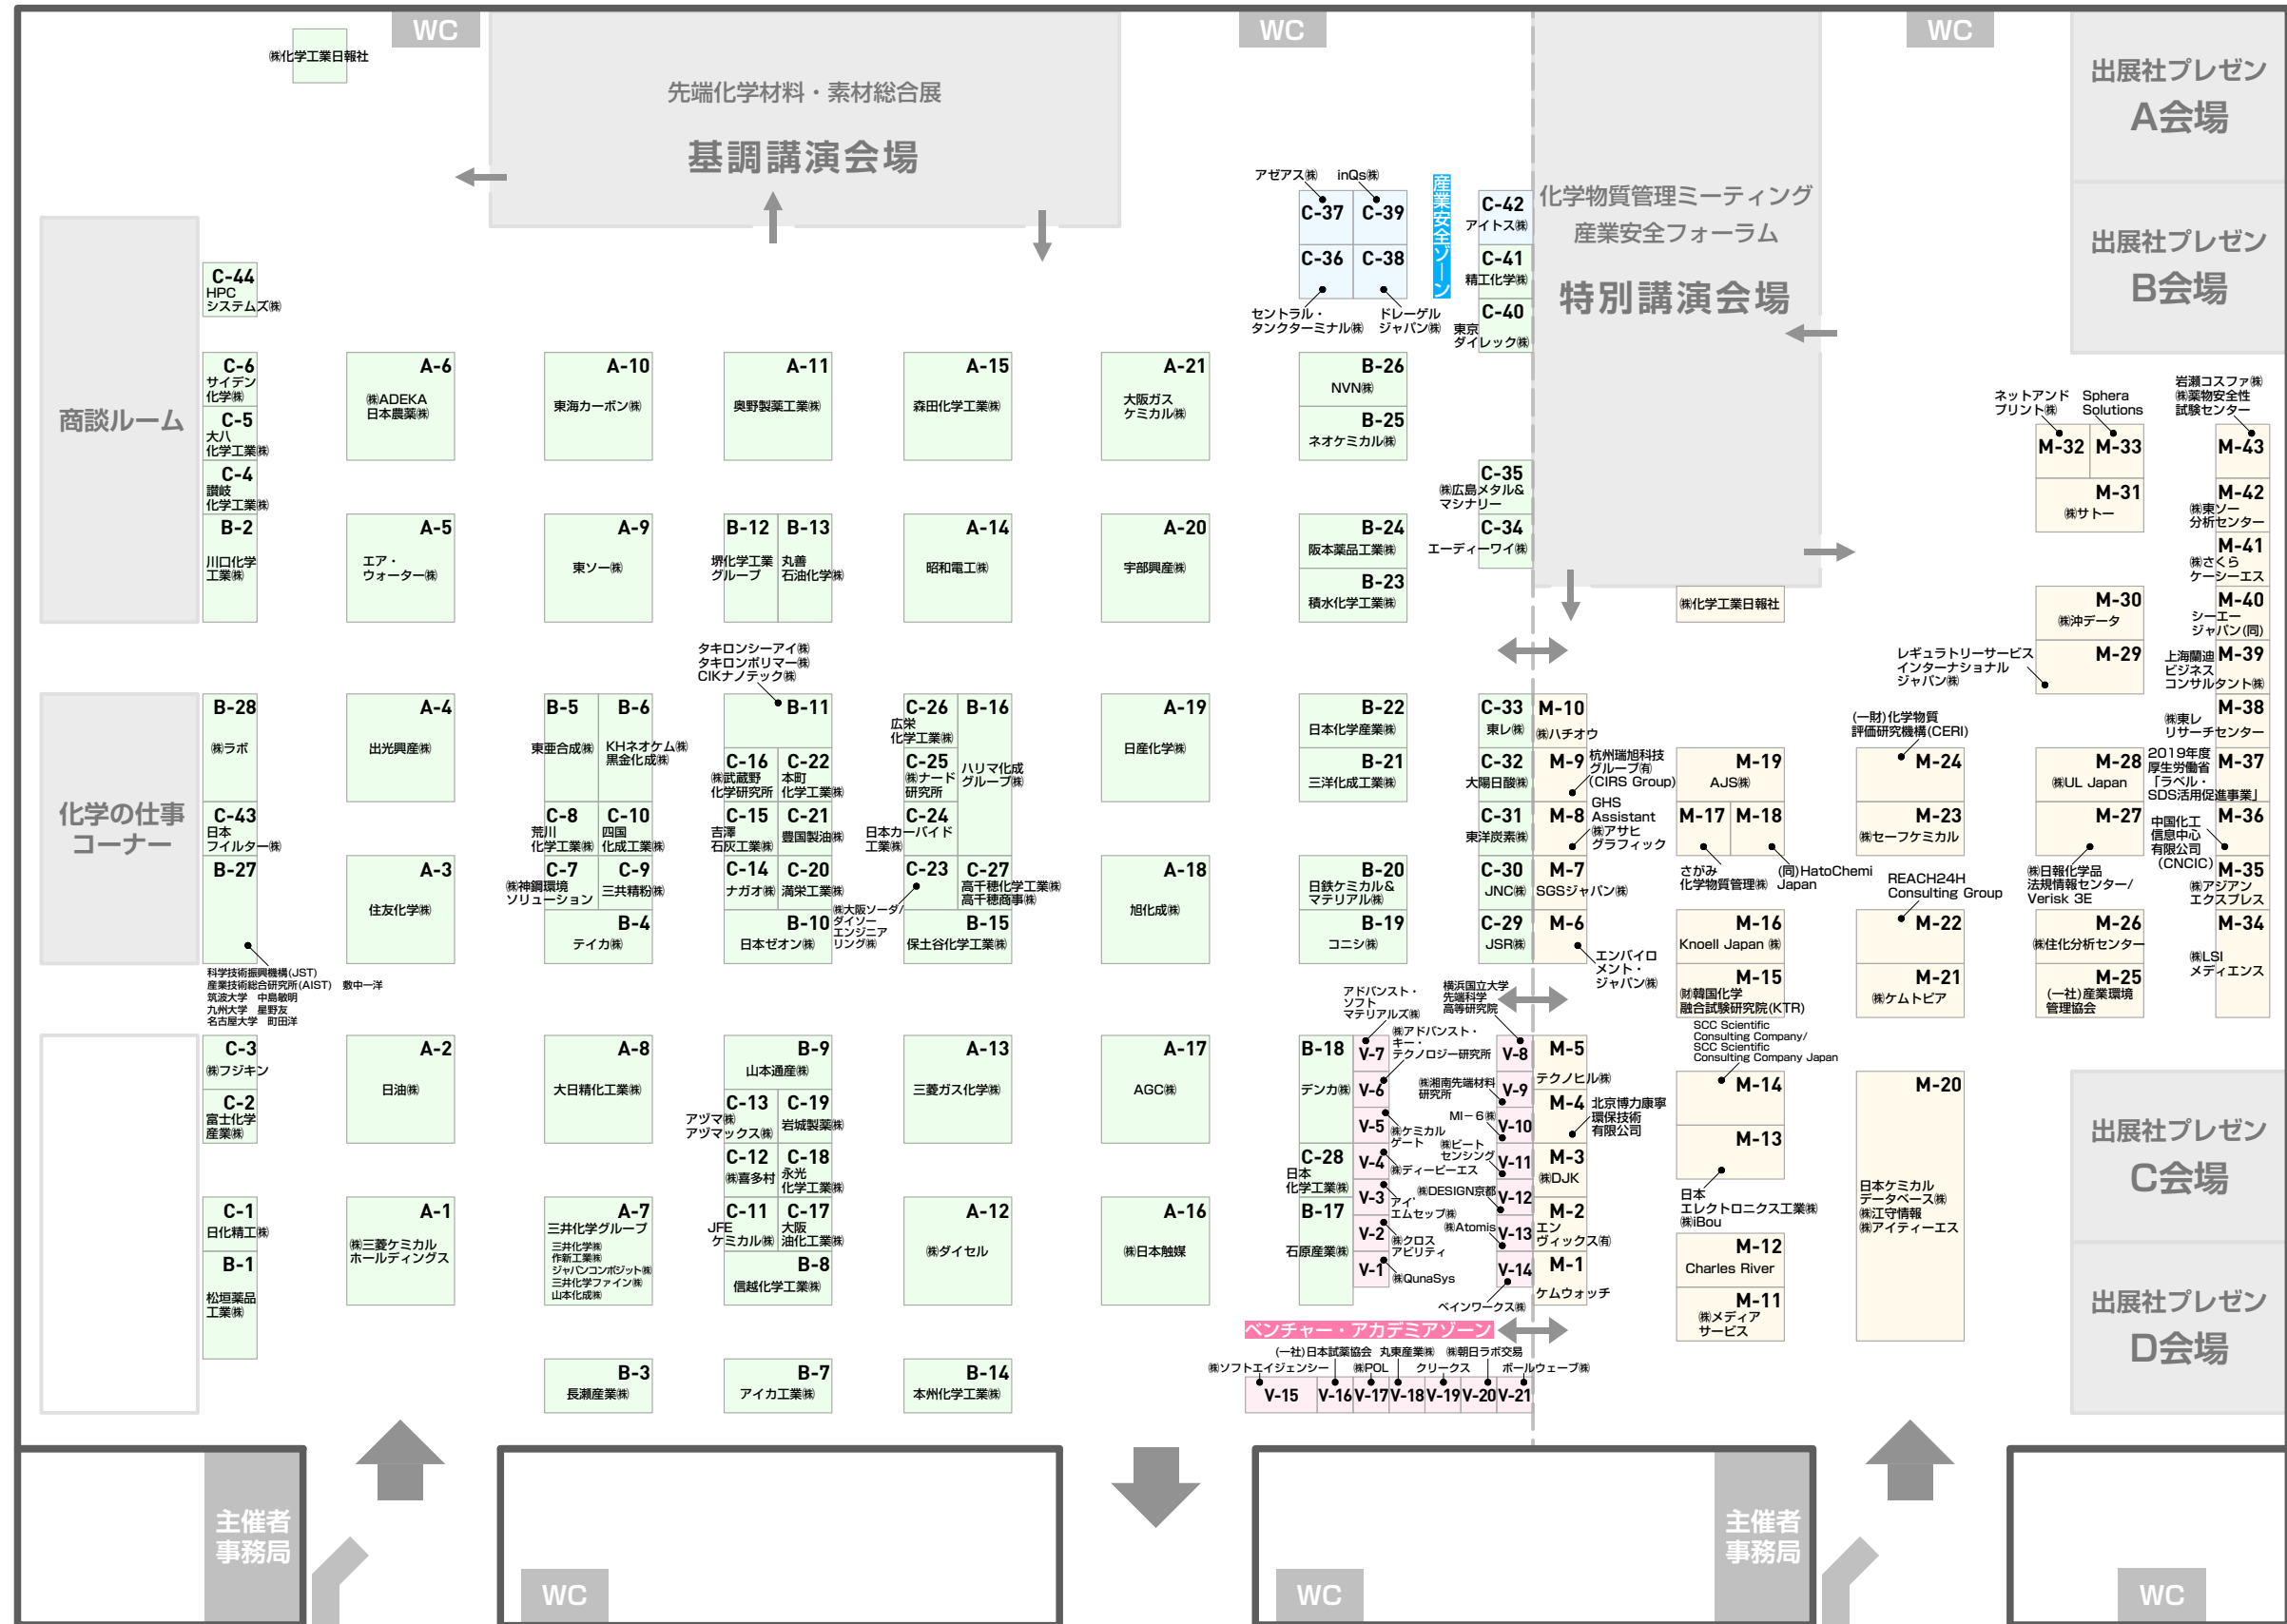 WC
WC
WC
㈱化学工業日報社
先端化学材料・素材総合展
基調講演会場
化学物質管理ミーティング
産業安全フォーラム
特別講演会場
出展社プレゼン
A会場
出展社プレゼン
B会場
商談ルーム
化学の仕事
コーナー
C-44
HPC
システムズ㈱
C-6
サイデン
化学㈱
C-5
大八
化学工業㈱
C-4
讃岐
化学工業㈱
B-2
川口化学
工業㈱
A-6
㈱ADEKA
日本農薬㈱
A-5
エア・
ウォーター㈱
A-10
東海カーボン㈱
A-9
東ソー㈱
A-11
奥野製薬工業㈱
B-12
堺化学工業
グループ
B-13
丸善
石油化学㈱
A-15
森田化学工業㈱
A-14
昭和電工㈱
A-21
大阪ガス
ケミカル㈱
A-20
宇部興産㈱
アゼアス㈱
inQs㈱
C-37
C-39
C-36
C-38
セントラル・
タンクターミナル㈱
ドレーゲル
ジャパン㈱
産業安全ゾーン
C-42
アイトス㈱
C-41
精工化学㈱
C-40
東京
ダイレック㈱
B-26
NVN㈱
B-25
ネオケミカル㈱
B-24
阪本薬品工業㈱
B-23
積水化学工業㈱
C-35
㈱広島メタル&
マシナリー
C-34
エーディーワイ㈱
㈱化学工業日報社
ネットアンド
プリント㈱
Sphera
Solutions
M-32
M-33
M-31
㈱サトー
M-30
㈱沖データ
M-29
レギュラトリーサービス
インターナショナル
ジャパン㈱
岩瀬コスファ㈱
㈱薬物安全性
試験センター
M-43
M-42
㈱東ソー
分析センター
M-41
㈱さくら
ケーシーエス
M-40
シーエー
ジャパン(同)
M-39
上海蘭迪
ビジネス
コンサルタント㈱
M-38
㈱東レ
リサーチセンター
M-37
2019年度
厚生労働省
「ラベル・
SDS活用促進事業」
M-36
中国化工
信息中心
有限公司
(CNCIC)
M-35
㈱アジアン
エクスプレス
M-34
㈱LSI
メディエンス
B-28
㈱ラボ
C-43
日本
フイルター㈱
B-27
科学技術振興機構(JST)
産業技術総合研究所(AIST)　敷中一洋
筑波大学　中島敏明
九州大学　星野友
名古屋大学　町田洋
A-4
出光興産㈱
A-3
住友化学㈱
B-5
東亜合成㈱
B-6
KHネオケム㈱
黒金化成㈱
C-8
荒川
化学工業㈱
C-10
四国
化成工業㈱
C-7
㈱神鋼環境
ソリューション
C-9
三共精粉㈱
B-4
テイカ㈱
タキロンシーアイ㈱
タキロンポリマー㈱
CIKナノテック㈱
B-11
C-16
㈱武蔵野
化学研究所
C-22
本町
化学工業㈱
C-15
吉澤
石灰工業㈱
C-21
豊国製油㈱
C-14
ナガオ㈱
C-20
満栄工業㈱
B-10
日本ゼオン㈱
C-26
広栄
化学工業㈱
B-16
ハリマ化成
グループ㈱
C-25
㈱ナード
研究所
C-24
日本カーバイド
工業㈱
C-23
㈱大阪ソーダ/
ダイソー
エンジニア
リング㈱
C-27
高千穂化学工業㈱
高千穂商事㈱
B-15
保土谷化学工業㈱
A-19
日産化学㈱
A-18
旭化成㈱
B-22
日本化学産業㈱
B-21
三洋化成工業㈱
B-20
日鉄ケミカル&
マテリアル㈱
B-19
コニシ㈱
C-33
東レ㈱
C-32
大陽日酸㈱
C-31
東洋炭素㈱
C-30
JNC㈱
C-29
JSR㈱
M-10
㈱ハチオウ
M-9
杭州瑞旭科技
グループ㈲
(CIRS Group)
M-8
GHS
Assistant
㈱アサヒ
グラフィック
M-7
SGSジャパン㈱
M-6
エンバイロ
メント・
ジャパン㈱
M-19
AJS㈱
M-17
M-18
さがみ
化学物質管理㈱
(同)HatoChemi
Japan
M-16
Knoell Japan ㈱
M-15
㈶韓国化学
融合試験研究院(KTR)
(一財)化学物質
評価研究機構(CERI)
M-24
M-23
㈱セーフケミカル
REACH24H
Consulting Group
M-22
M-21
㈱ケムトピア
M-28
㈱UL Japan
M-27
㈱日報化学品
法規情報センター/
Verisk 3E
M-26
㈱住化分析センター
M-25
(一社)産業環境
管理協会
C-3
㈱フジキン
C-2
富士化学
産業㈱
C-1
日化精工㈱
B-1
松垣薬品
工業㈱
A-2
日油㈱
A-1
㈱三菱ケミカル
ホールディングス
A-8
大日精化工業㈱
A-7
三井化学グループ
三井化学㈱
作新工業㈱
ジャパンコンポジット㈱
三井化学ファイン㈱
山本化成㈱
B-3
長瀬産業㈱
B-9
山本通産㈱
C-13
アヅマ㈱
アヅマックス㈱
C-19
岩城製薬㈱
C-12
㈱喜多村
C-18
永光
化学工業㈱
C-11
JFE
ケミカル㈱
C-17
大阪
油化工業㈱
B-8
信越化学工業㈱
B-7
アイカ工業㈱
A-13
三菱ガス化学㈱
A-12
㈱ダイセル
B-14
本州化学工業㈱
A-17
AGC㈱
A-16
㈱日本触媒
B-18
デンカ㈱
C-28
日本
化学工業㈱
B-17
石原産業㈱
アドバンスト・
ソフト
マテリアルズ㈱
V-7
㈱アドバンスト・
キー・
テクノロジー研究所
V-6
V-5
㈱ケミカル
ゲート
V-4
㈱ディーピーエス
V-3
アイ・
エムセップ㈱
V-2
㈱クロス
アビリティ
V-1
㈱QunaSys
横浜国立大学
先端科学
高等研究院
V-8
㈱湘南先端材料
研究所
V-9
MI－6㈱
V-10
㈱ビート
センシング
V-11
㈱DESIGN京都
V-12
㈱Atomis
V-13
V-14
ペインワークス㈱
M-5
テクノヒル㈱
M-4
北京博力康寧
環保技術
有限公司
M-3
㈱DJK
M-2
エン
ヴィックス㈲
M-1
ケムウォッチ
SCC Scientific
Consulting Company/
SCC Scientific
Consulting Company Japan
M-14
M-13
日本
エレクトロニクス工業㈱
㈱iBou
M-12
Charles River
M-11
㈱メディア
サービス
M-20
日本ケミカル
データベース㈱
㈱江守情報
㈱アイティーエス
出展社プレゼン
C会場
出展社プレゼン
D会場
ベンチャー・アカデミアゾーン
(一社)日本試薬協会
丸東産業㈱
㈱朝日ラボ交易
㈱ソフトエイジェンシー
㈱POL
クリークス
ボールウェーブ㈱
V-15
V-16
V-17
V-18
V-19
V-20
V-21
主催者
事務局
WC
WC
主催者
事務局
WC